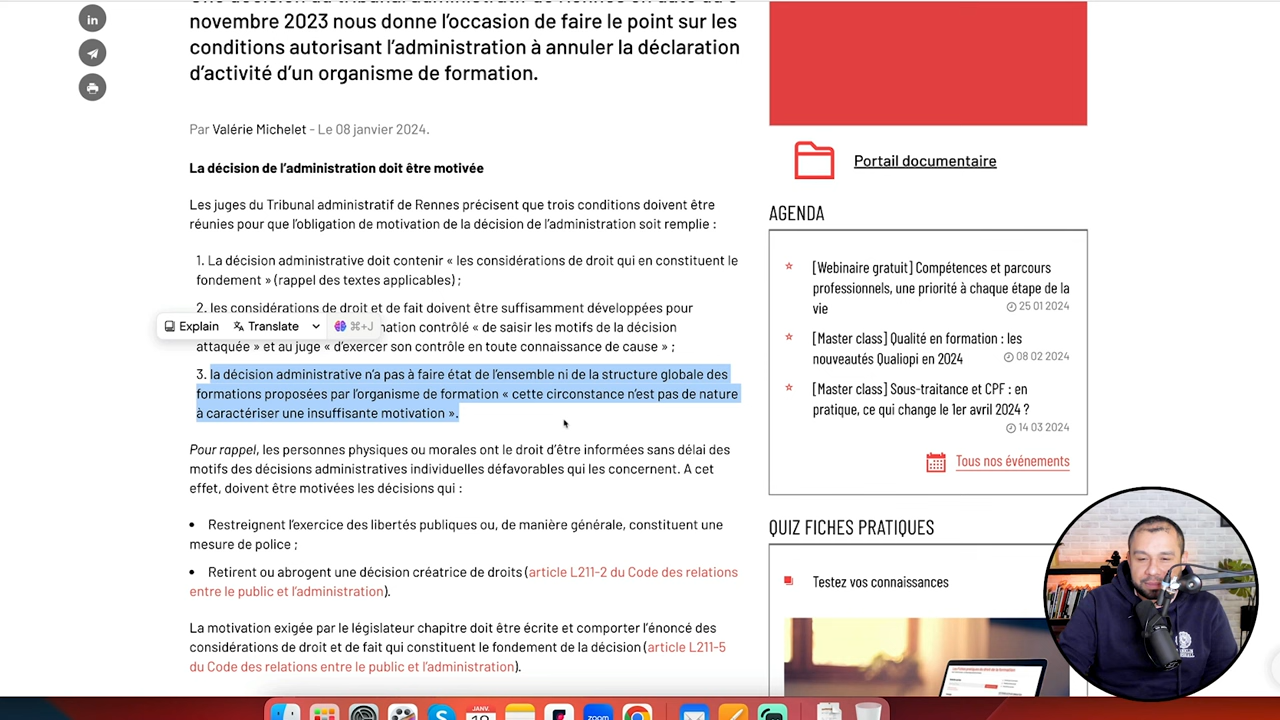 novembre 2023 nous donne l’occasion de faire le point sur les
conditions autorisant l’administration à annuler la déclaration
d’activité d’un organisme de formation.
Par Valérie Michelet - Le 08 janvier 2024.
La décision de l’administration doit être motivée
Les juges du Tribunal administratif de Rennes précisent que trois conditions doivent être
réunies pour que l’obligation de motivation de la décision de l’administration soit remplie :
1. La décision administrative doit contenir « les considérations de droit qui en constituent le
fondement » (rappel des textes applicables) ;
2. les considérations de droit et de fait doivent être suffisamment développées pour
Explain Translate ⌘+J
mation contrôlé « de saisir les motifs de la décision
attaquée » et au juge « d’exercer son contrôle en toute connaissance de cause » ;
3. la décision administrative n’a pas à faire état de l’ensemble ni de la structure globale des
formations proposées par l’organisme de formation « cette circonstance n’est pas de nature
à caractériser une insuffisante motivation ».
Pour rappel, les personnes physiques ou morales ont le droit d’être informées sans délai des
motifs des décisions administratives individuelles défavorables qui les concernent. A cet
effet, doivent être motivées les décisions qui :
• Restreignent l’exercice des libertés publiques ou, de manière générale, constituent une
mesure de police ;
• Retirent ou abrogent une décision créatrice de droits (article L211-2 du Code des relations
entre le public et l’administration).
La motivation exigée par le législateur chapitre doit être écrite et comporter l’énoncé des
considérations de droit et de fait qui constituent le fondement de la décision (article L211-5
du Code des relations entre le public et l’administration).
Portail documentaire
AGENDA
[Webinaire gratuit] Compétences et parcours
professionnels, une priorité à chaque étape de la
vie
25 01 2024
[Master class] Qualité en formation : les
nouveautés Qualiopi en 2024
08 02 2024
[Master class] Sous-traitance et CPF : en
pratique, ce qui change le 1er avril 2024 ?
14 03 2024
Tous nos événements
QUIZ FICHES PRATIQUES
Testez vos connaissances
in
JANV.
zoom